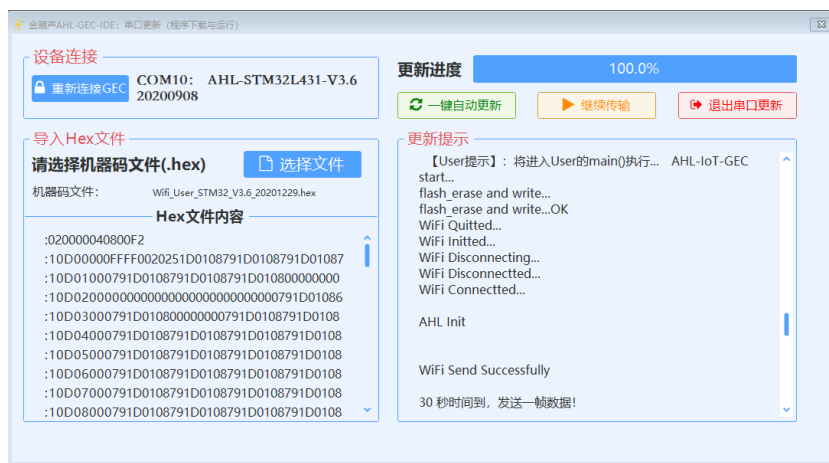 金葫芦AHL-GEC-IDE: 串口更新 (程序下载与运行)
设备连接
重新连接GEC
COM10: AHL-STM32L431-V3.6
20200908
更新进度
100.0%
一键自动更新
继续传输
退出串口更新
导入Hex文件
请选择机器码文件(.hex)
选择文件
机器码文件:
Wifi_User_STM32_V3.6_20201229.hex
Hex文件内容
:020000040800F2
:10D00000FFFF0020251D0108791D0108791D01087
:10D01000791D0108791D0108791D010800000000
:10D02000000000000000000000000000791D01086
:10D03000791D010800000000791D0108791D0108
:10D04000791D0108791D0108791D0108791D0108
:10D05000791D0108791D0108791D0108791D0108
:10D06000791D0108791D0108791D0108791D0108
:10D07000791D0108791D0108791D0108791D0108
:10D08000791D0108791D0108791D0108791D0108
更新提示
【User提示】: 将进入User的main()执行... AHL-IoT-GEC
start...
flash_erase and write...
flash_erase and write...OK
WiFi Quitted...
WiFi Initted...
WiFi Disconnecting...
WiFi Disconnectted...
WiFi Connectted...
AHL Init
WiFi Send Successfully
30 秒时间到, 发送一帧数据!